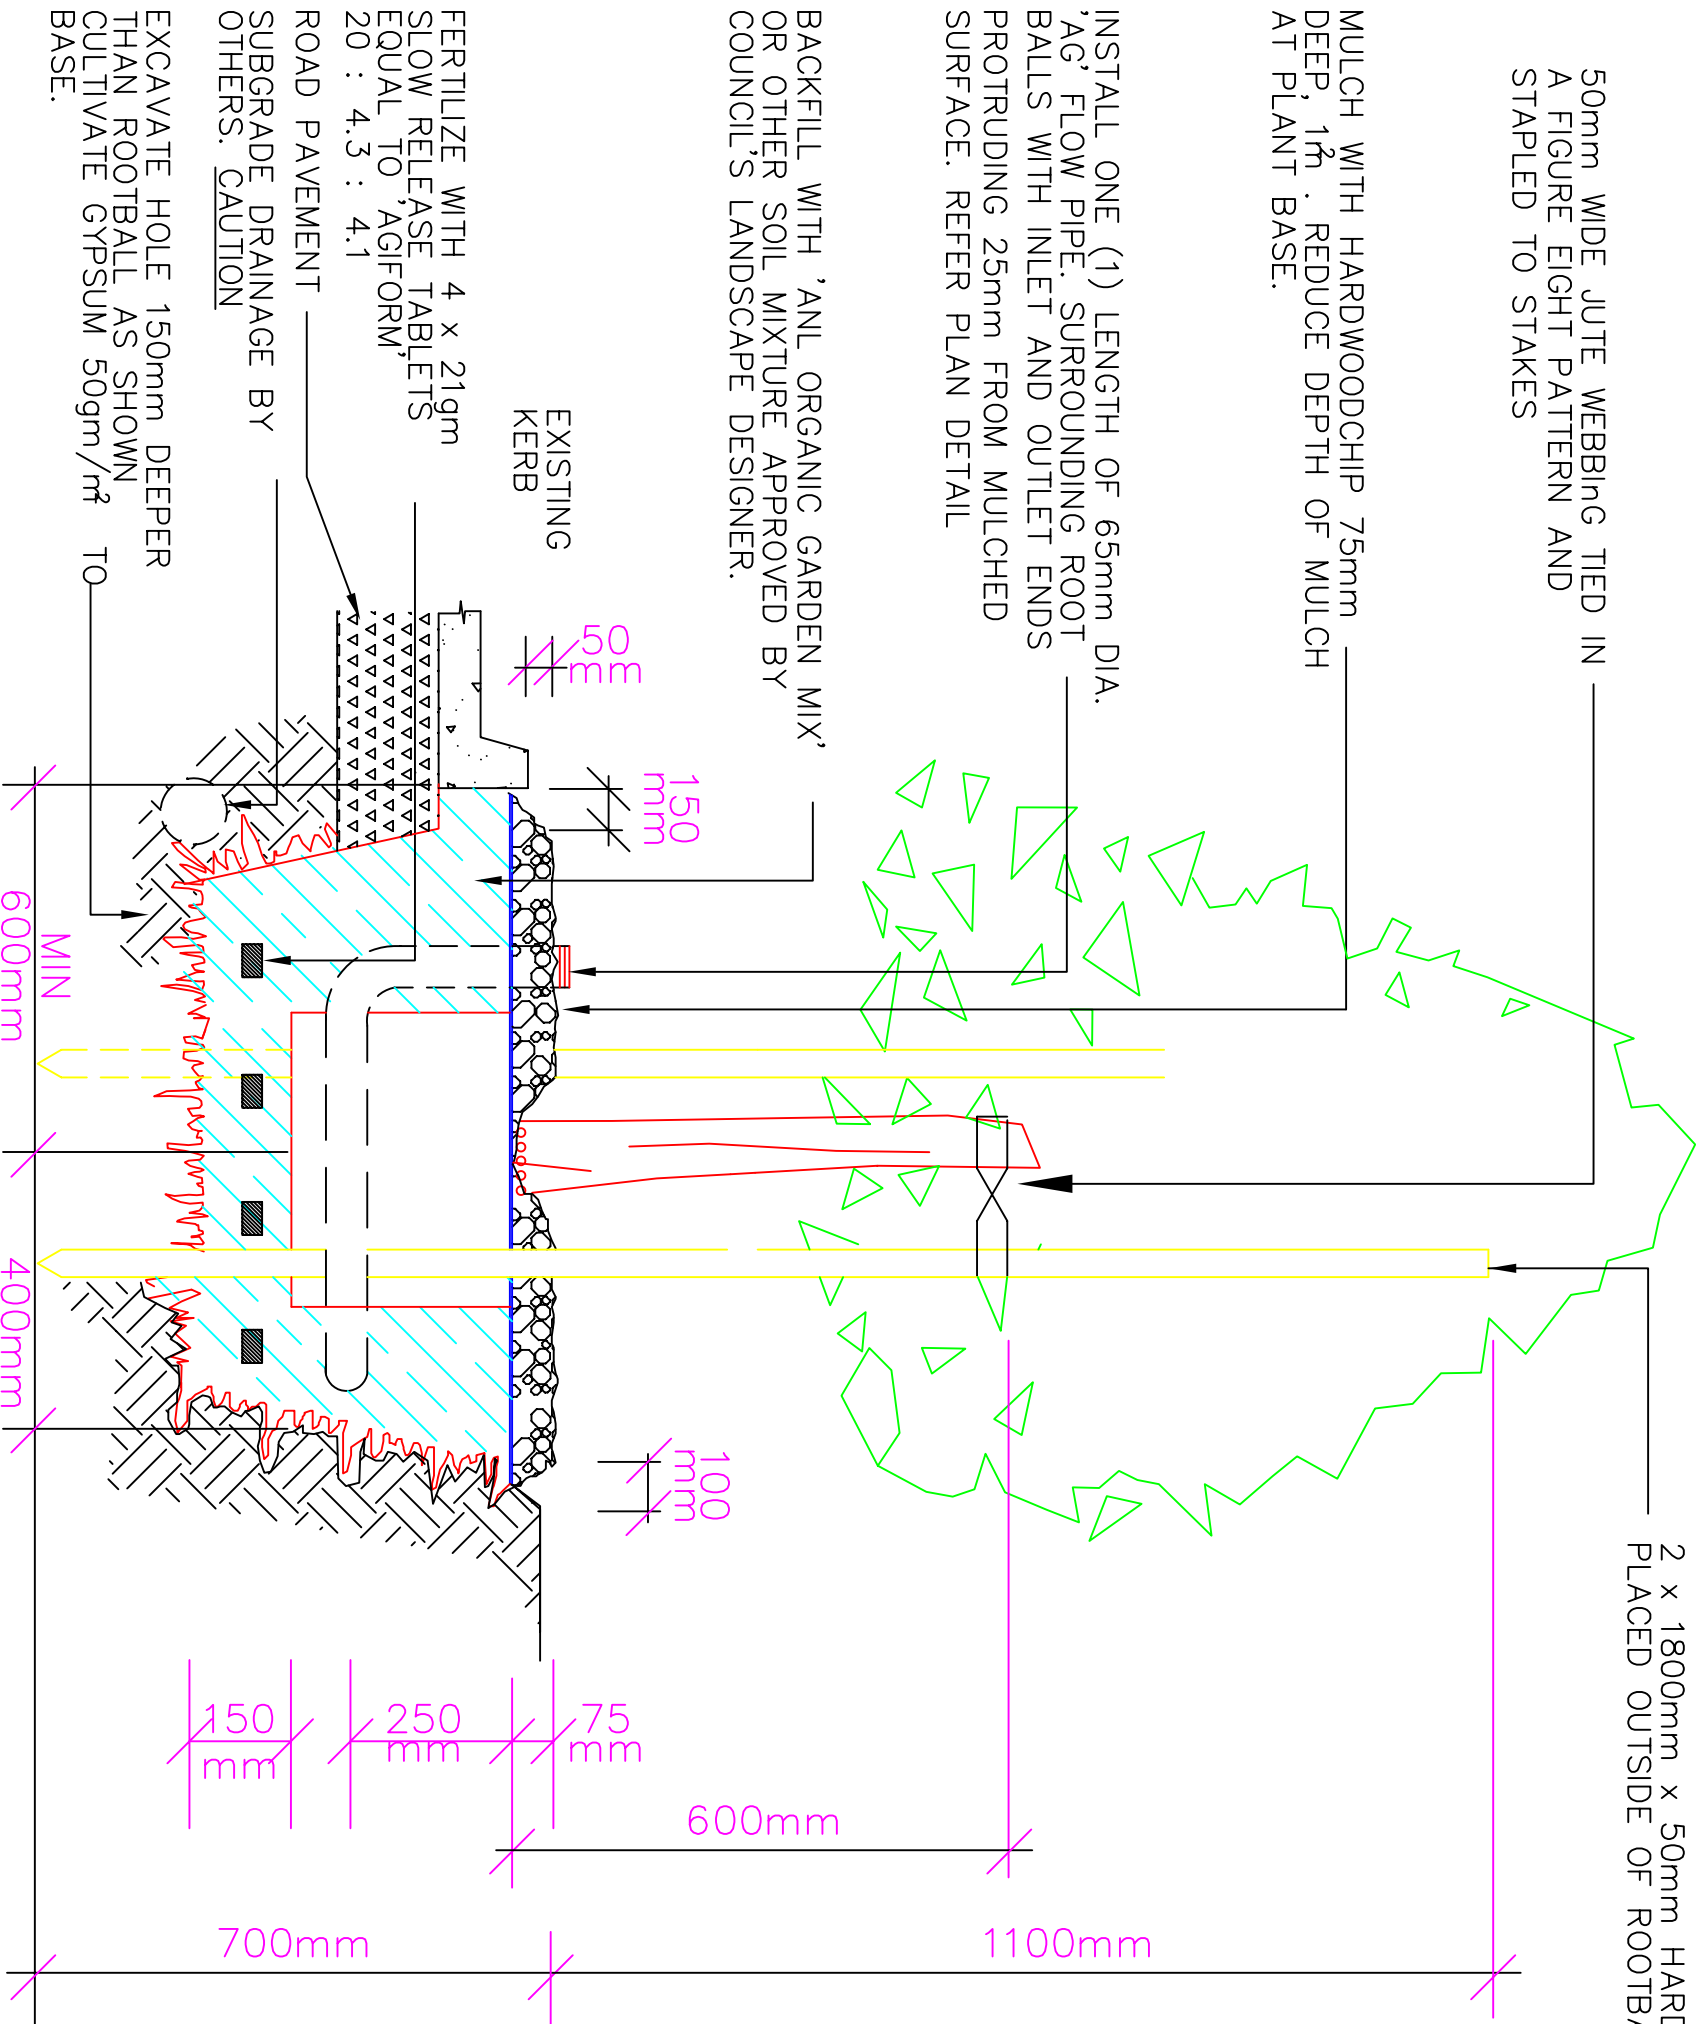 50mm WIDE JUTE WEBBInG TIED IN
A FIGURE EIGHT PATTERN AND
STAPLED TO STAKES
MULCH WITH HARDWOODCHIP 75mm
DEEP, 1m². REDUCE DEPTH OF MULCH
AT PLANT BASE.
INSTALL ONE (1) LENGTH OF 65mm DIA.
'AG' FLOW PIPE. SURROUNDING ROOT
BALLS WITH INLET AND OUTLET ENDS
PROTRUDING 25mm FROM MULCHED
SURFACE. REFER PLAN DETAIL
BACKFILL WITH 'ANL ORGANIC GARDEN MIX'
OR OTHER SOIL MIXTURE APPROVED BY
COUNCIL'S LANDSCAPE DESIGNER.
EXISTING
KERB
FERTILIZE WITH 4 x 21gm
SLOW RELEASE TABLETS
EQUAL TO 'AGIFORM'
20 : 4.3 : 4.1
ROAD PAVEMENT
SUBGRADE DRAINAGE BY
OTHERS. CAUTION
EXCAVATE HOLE 150mm DEEPER
THAN ROOTBALL AS SHOWN
CULTIVATE GYPSUM 50gm/m² TO
BASE.
2 x 1800mm x 50mm
PLACED OUTSIDE OF
50
mm
150
mm
100
mm
MIN
600mm
400mm
75
mm
250
mm
150
mm
600mm
1100mm
700mm